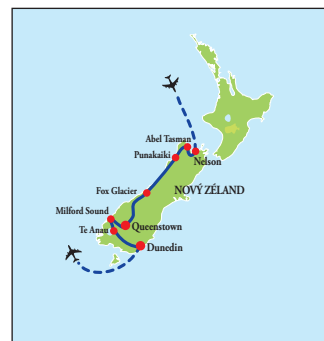 Abel Tasman
Nelson
Punakaiki
Fox Glacier
NOVÝ ZÉLAND
Milford Sound
Queenstown
Te Anau
Dunedin